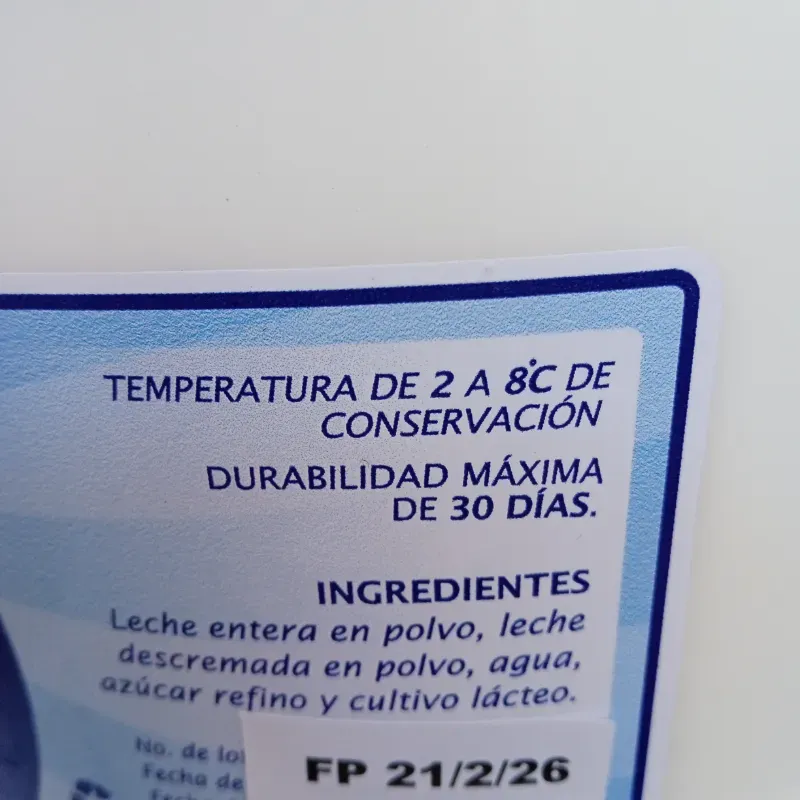 TEMPERATURA DE 2 A 8°C DE
CONSERVACIÓN
DURABILIDAD MÁXIMA
DE 30 DÍAS.
INGREDIENTES
Leche entera en polvo, leche
descremada en polvo, agua,
azúcar refino y cultivo lácteo.
No. de
Fecha de
FP 21/2/26